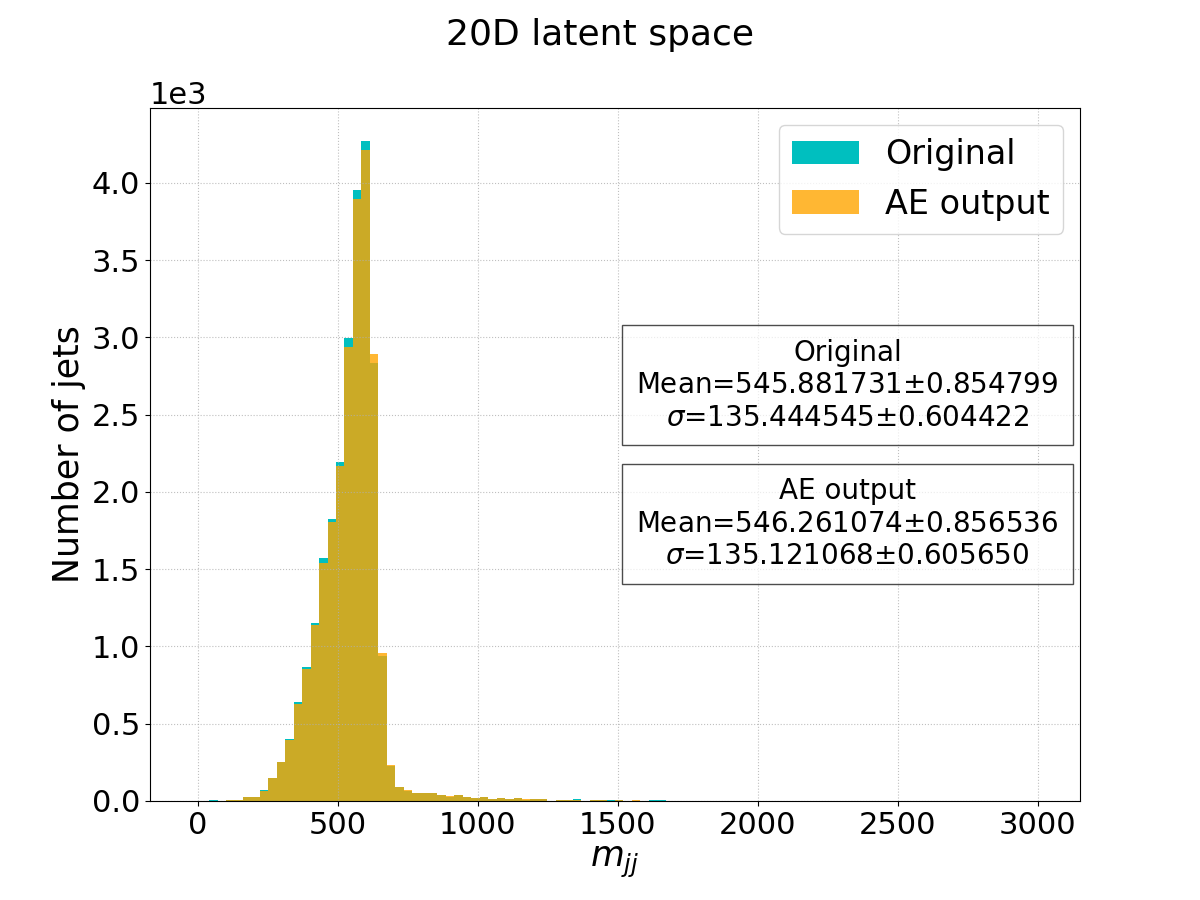 20D latent space
1e3
Original
AE output
4.0
3.5
3.0
2.5
2.0
1.5
1.0
0.5
0.0
Number of jets
Original
Mean=545.881731±0.854799
σ=135.444545±0.604422
AE output
Mean=546.261074±0.856536
σ=135.121068±0.605650
0 500 1000 1500 2000 2500 3000
mjj